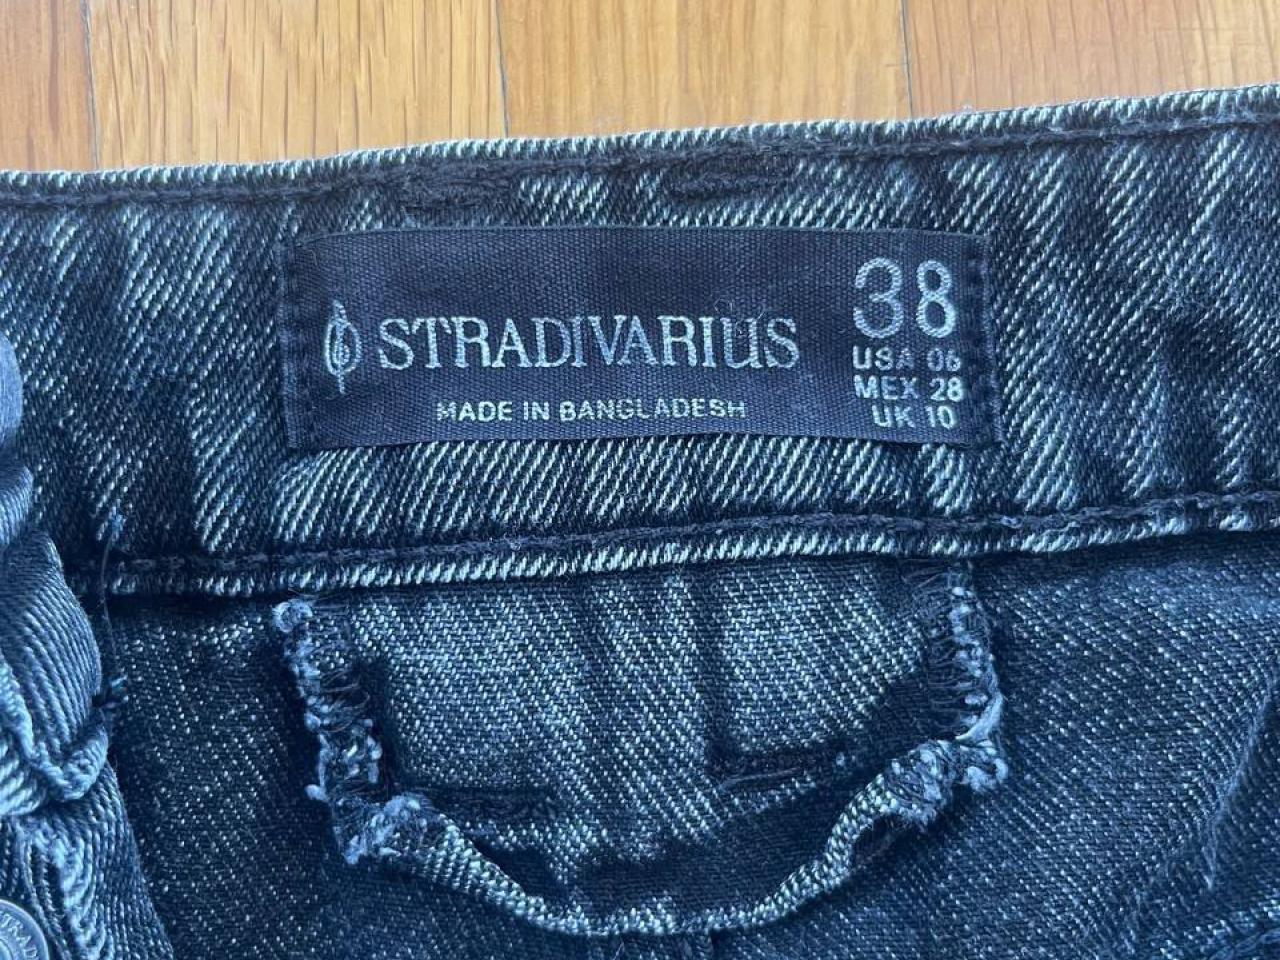 STRADIVARIUS
MADE IN BANGLADESH
38
USA 06
MEX 28
UK 10